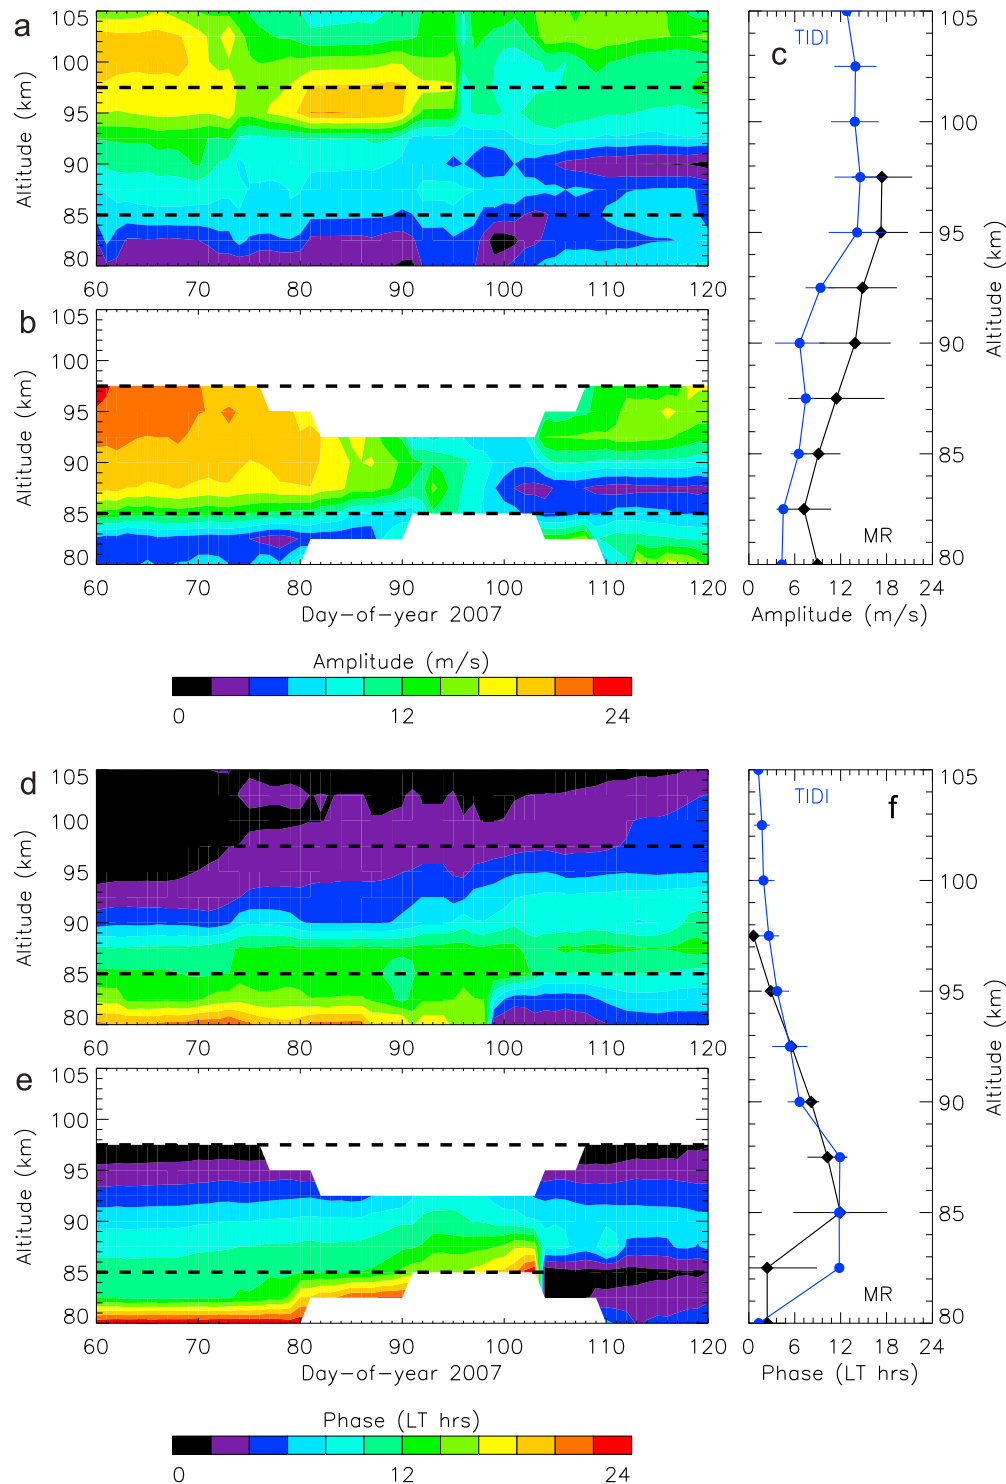 a
105
100
95
90
85
80
Altitude (km)
60 70 80 90 100 110 120
b
105
100
95
90
85
80
Altitude (km)
60 70 80 90 100 110 120
Day-of-year 2007
Amplitude (m/s)
0 12 24
TIDI
c
MR
105
100
95
90
85
80
Altitude (km)
0 6 12 18 24
Amplitude (m/s)
d
105
100
95
90
85
80
Altitude (km)
60 70 80 90 100 110 120
e
105
100
95
90
85
80
Altitude (km)
60 70 80 90 100 110 120
Day-of-year 2007
Phase (LT hrs)
0 12 24
TIDI
f
MR
105
100
95
90
85
80
Altitude (km)
0 6 12 18 24
Phase (LT hrs)